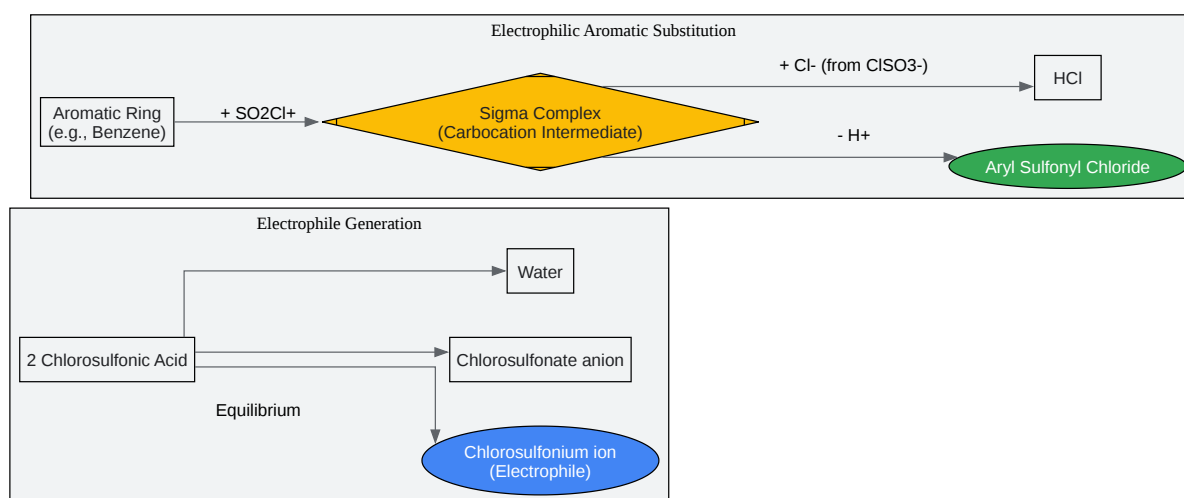 Electrophilic Aromatic Substitution
+ Cl- (from ClSO3-)
HCl
Aromatic Ring
(e.g., Benzene)
+ SO2Cl+
Sigma Complex
(Carbocation Intermediate)
- H+
Aryl Sulfonyl Chloride
Electrophile Generation
Water
2 Chlorosulfonic Acid
Chlorosulfonate anion
Equilibrium
Chlorosulfonium ion
(Electrophile)